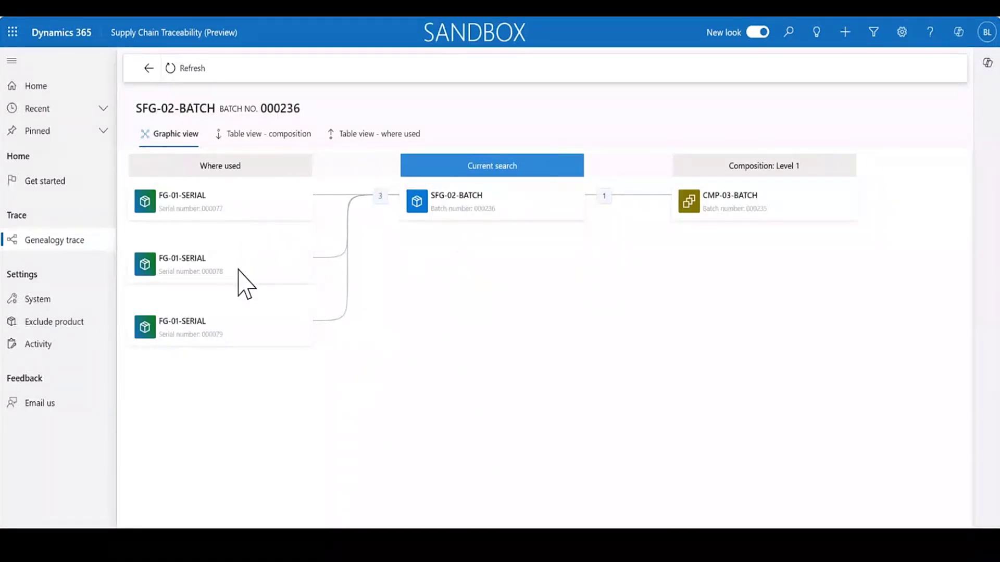 Dynamics 365
Supply Chain Traceability (Preview)
SANDBOX
New look
BL
Refresh
Home
Recent
Pinned
Home
Get started
Trace
Genealogy trace
Settings
System
Exclude product
Activity
Feedback
Email us
SFG-02-BATCH BATCH NO. 000236
Graphic view
Table view - composition
Table view - where used
Where used
Current search
Composition: Level 1
FG-01-SERIAL
Serial number: 000077
3
SFG-02-BATCH
Batch number: 000236
1
CMP-03-BATCH
Batch number: 000235
FG-01-SERIAL
Serial number: 000078
FG-01-SERIAL
Serial number: 000079